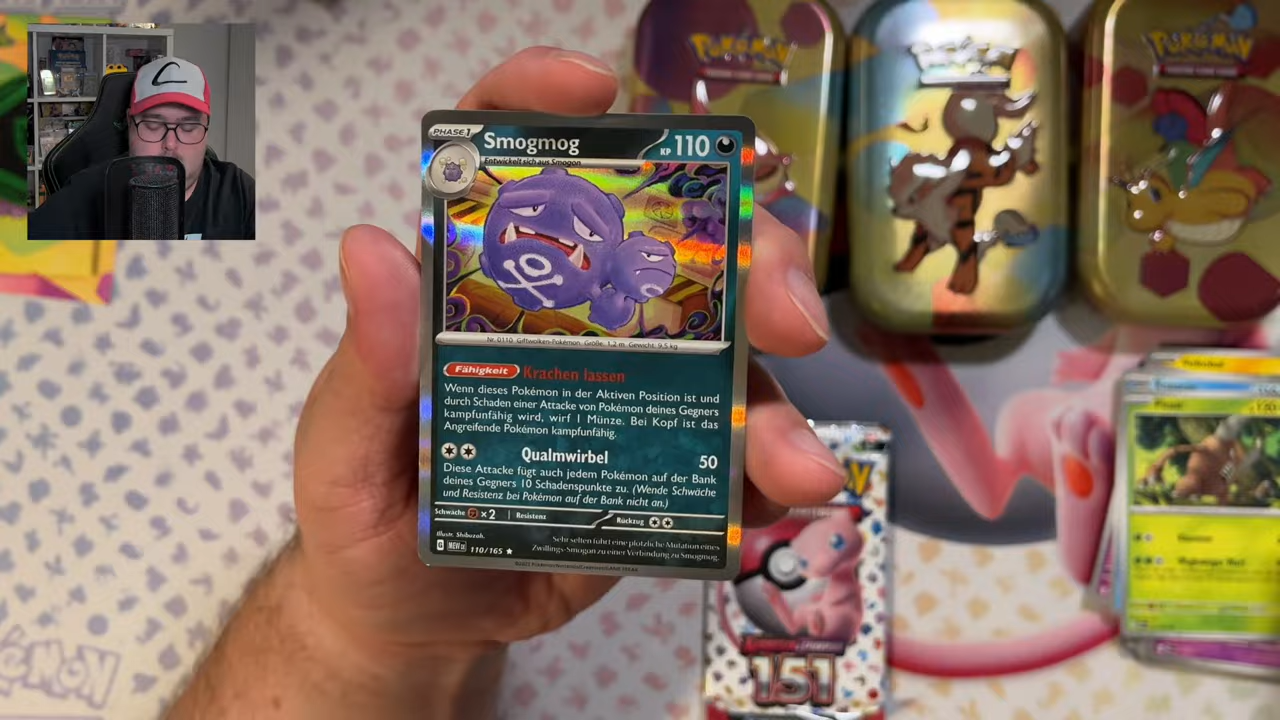 PHASE 1
Smogmog
KP 110
Entwickelt sich aus Smogon.
Nr. 0110 Giftwolken-Pokémon. Größe: 1,2 m. Gewicht: 9,5 kg
Fähigkeit Krachen lassen
Wenn dieses Pokémon in der Aktiven Position ist und
durch Schaden einer Attacke von Pokémon deines Gegners
kampfunfähig wird, wirf 1 Münze. Bei Kopf ist das
Angreifende Pokémon kampfunfähig.
Qualmwirbel 50
Diese Attacke fügt auch jedem Pokémon auf der Bank
deines Gegners 10 Schadenspunkte zu. (Wende Schwäche
und Resistenz bei Pokémon auf der Bank nicht an.)
Schwäche ×2 Resistenz Rückzug
Illustr. Shibuzoh.
G MEW DE 110/165
Sehr selten führt eine plötzliche Mutation eines
Zwillings-Smogon zu einer Verbindung zu Smogmog.
POKÉMON
POKÉMON
151